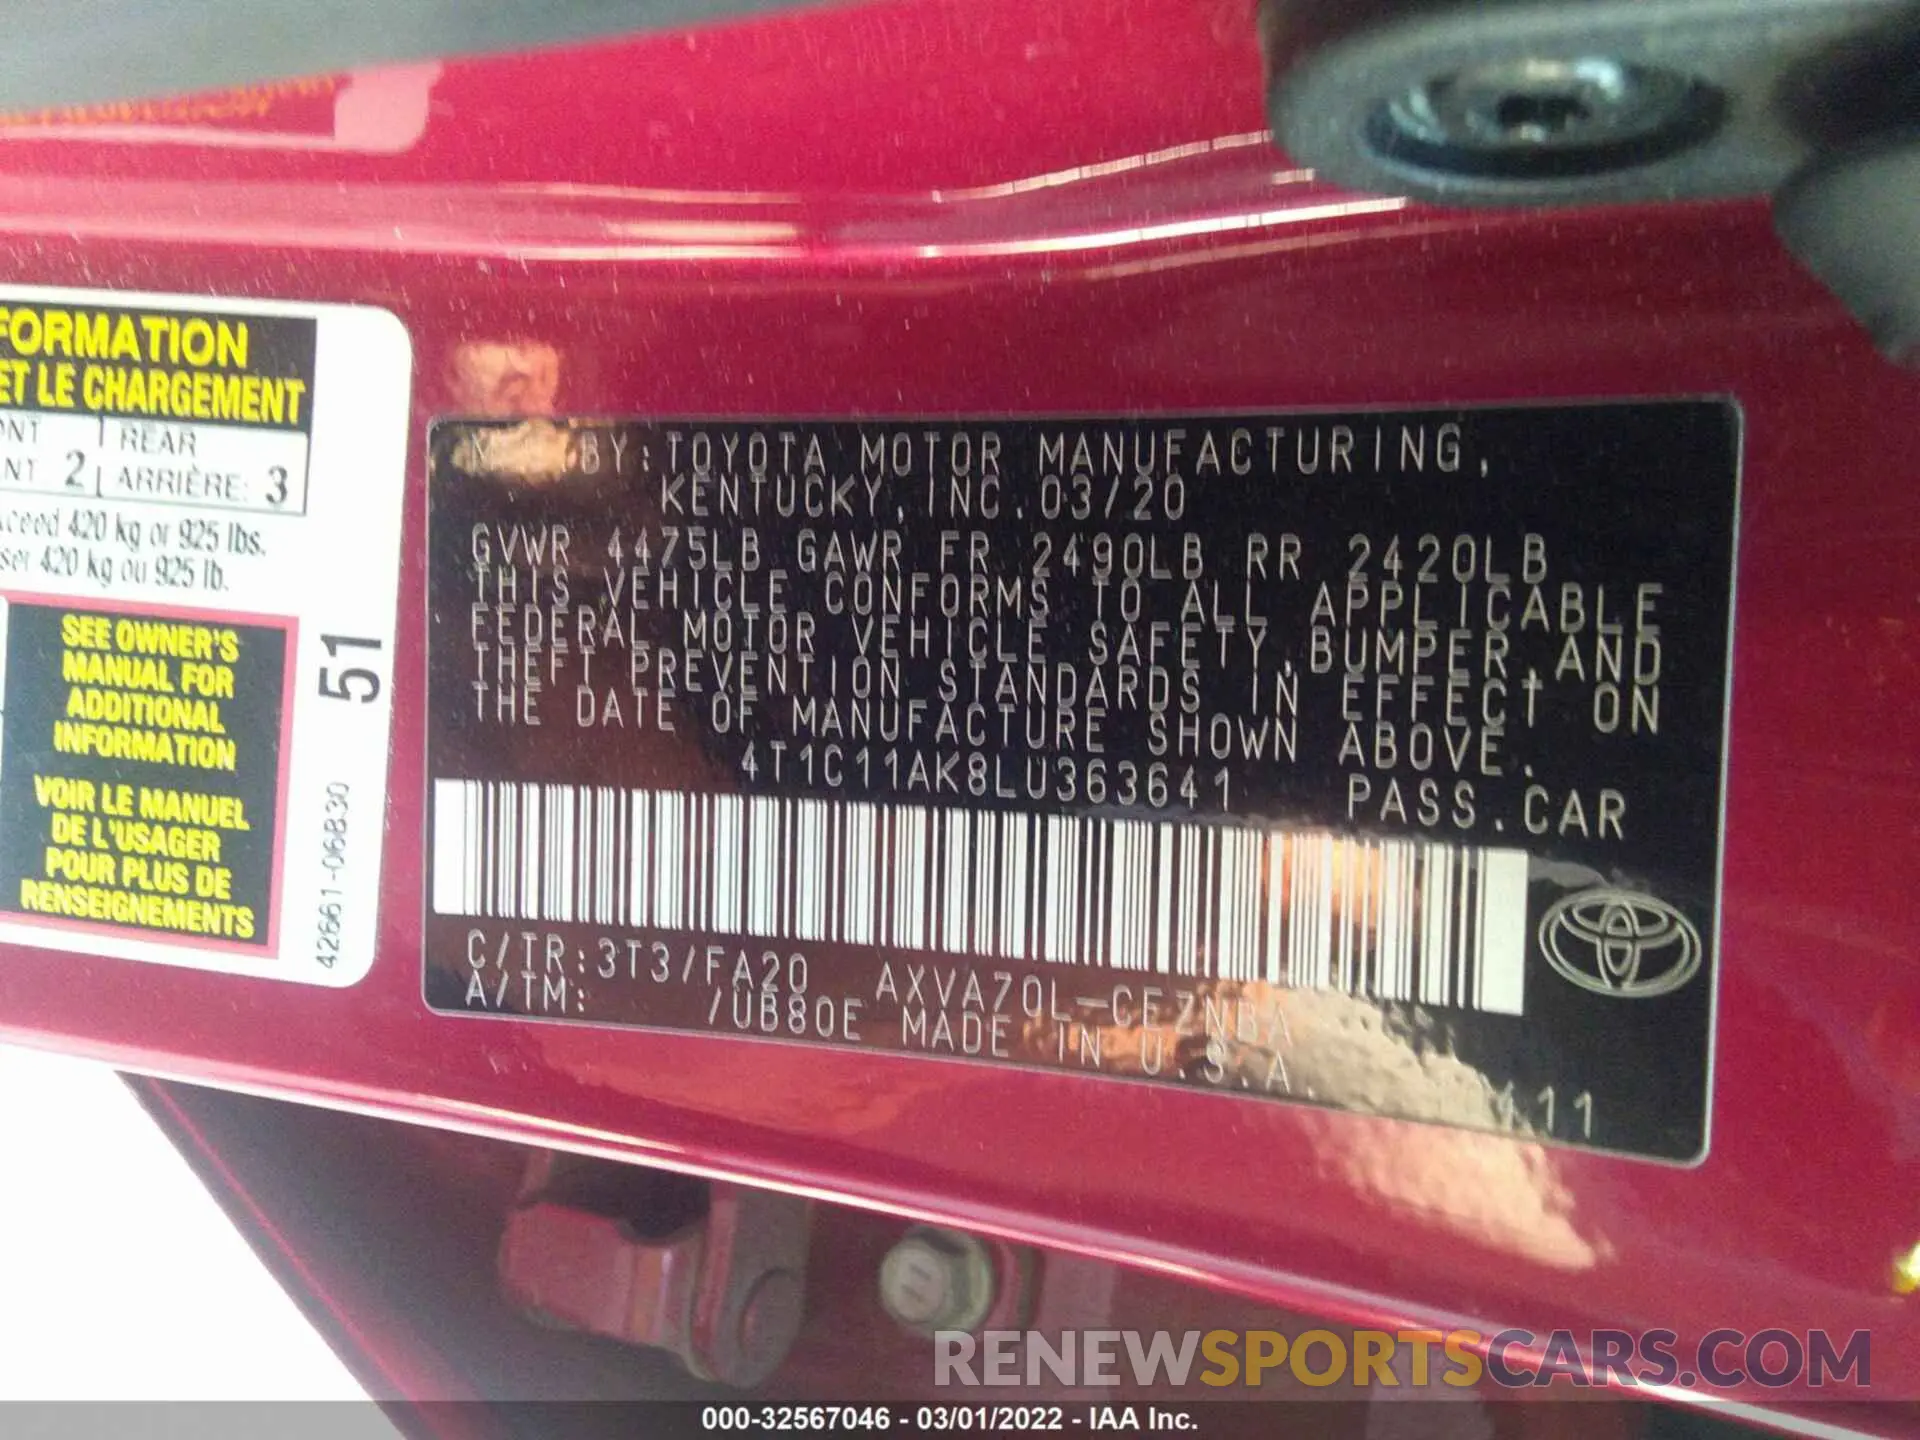 FORMATION
ET LE CHARGEMENT
REAR
2 ARRIÈRE: 3
420 kg or 925 lbs.
420 kg ou 925 lb.
SEE OWNER'S
MANUAL FOR
ADDITIONAL
INFORMATION
VOIR LE MANUEL
DE L'USAGER
POUR PLUS DE
RENSEIGNEMENTS
51
42661-06B30
BY: TOYOTA MOTOR MANUFACTURING,
KENTUCKY, INC. 03/20
GVWR 4475LB GAWR FR 2490LB RR 2420LB
THIS VEHICLE CONFORMS TO ALL APPLICABLE
FEDERAL MOTOR VEHICLE SAFETY, BUMPER, AND
THEFT PREVENTION STANDARDS IN EFFECT ON
THE DATE OF MANUFACTURE SHOWN ABOVE.
4T1C11AK8LU363641 PASS. CAR
C/TR: 3T3/FA20 AXVA70L-CEZNBA
A/TM: /UB80E MADE IN U.S.A.
RENEWSPORTSCARS.COM
000-32567046 - 03/01/2022 - IAA Inc.